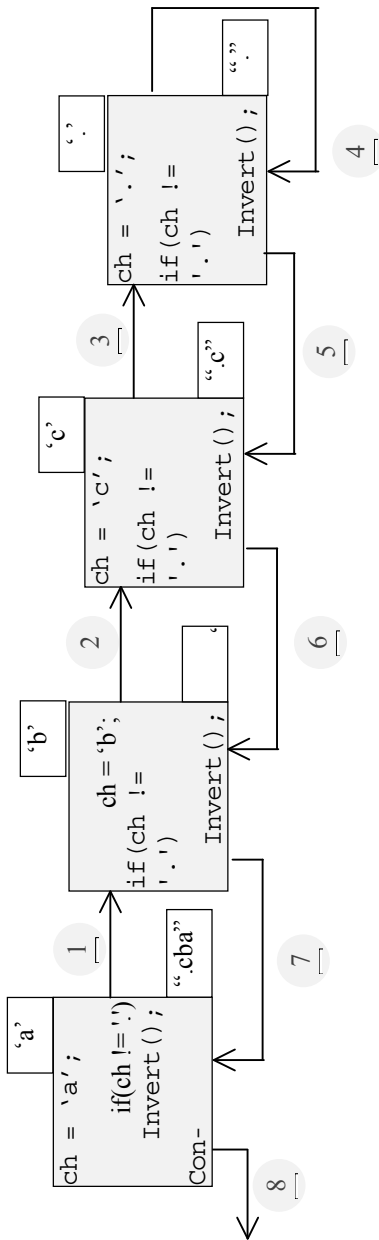 ‘a’
ch = `a’;
if(ch !='.')
Invert();
Con-
“.cba”
1
‘b’
ch = ‘b’;
if(ch !=
'.')
Invert();
‘
2
‘c’
ch = `c’;
if(ch !=
'.')
Invert();
“.c”
3
‘.’
ch = `.’;
if(ch !=
'.')
Invert();
“.”
4
5
6
7
8